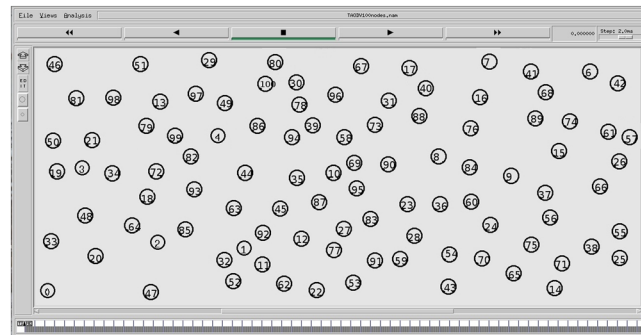 File Views Analysis TAODV100nodes.nam
0.000000 Step: 2.0ms
46 51 29 80 67 17 7 41 6 42
81 98 13 97 49 100 30 78 96 31 40 16 68
50 21 79 99 4 86 94 39 58 73 88 76 89 74 61 57
19 3 34 72 82 44 35 10 69 90 8 84 9 15 26
48 18 93 63 45 87 95 23 36 60 37 66
33 64 2 85 92 12 27 83 28 24 56 55
20 32 1 11 77 91 59 54 70 75 71 38 25
0 47 52 62 22 53 43 65 14